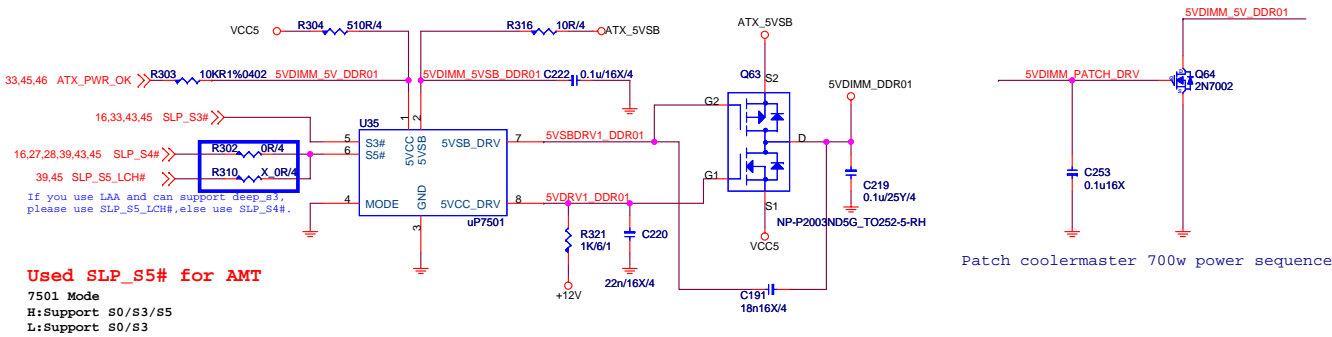 5VDIMM_5V_DDR01
R304 510R/4
R316 10R/4
ATX_5VSB
VCC5
ATX_5VSB
33,45,46 ATX_PWR_OK
R303 10KR1%0402
5VDIMM_5V_DDR01
5VDIMM_5VSB_DDR01
C222 0.1u/16X/4
Q63
S2
5VDIMM_DDR01
5VDIMM_PATCH_DRV
G
D
S
Q64
2N7002
16,33,43,45 SLP_S3#
U35
1
2
G2
5 S3#
6 S5#
5VCC
5VSB
5VSB_DRV 7
5VSBDRV1_DDR01
D
16,27,28,39,43,45 SLP_S4#
R302 0R/4
39,45 SLP_S5_LCH#
R310 X_0R/4
If you use LAA and can support deep_s3,
please use SLP_S5_LCH#,else use SLP_S4#.
4 MODE
GND
3
5VCC_DRV 8
uP7501
5VDRV1_DDR01
G1
S1
C219
0.1u/25Y/4
NP-P2003ND5G_TO252-5-RH
VCC5
C253
0.1u16X
R321
1K/6/1
C220
22n/16X/4
+12V
C191
18n16X/4
Patch coolermaster 700w power sequence
Used SLP_S5# for AMT
7501 Mode
H:Support S0/S3/S5
L:Support S0/S3